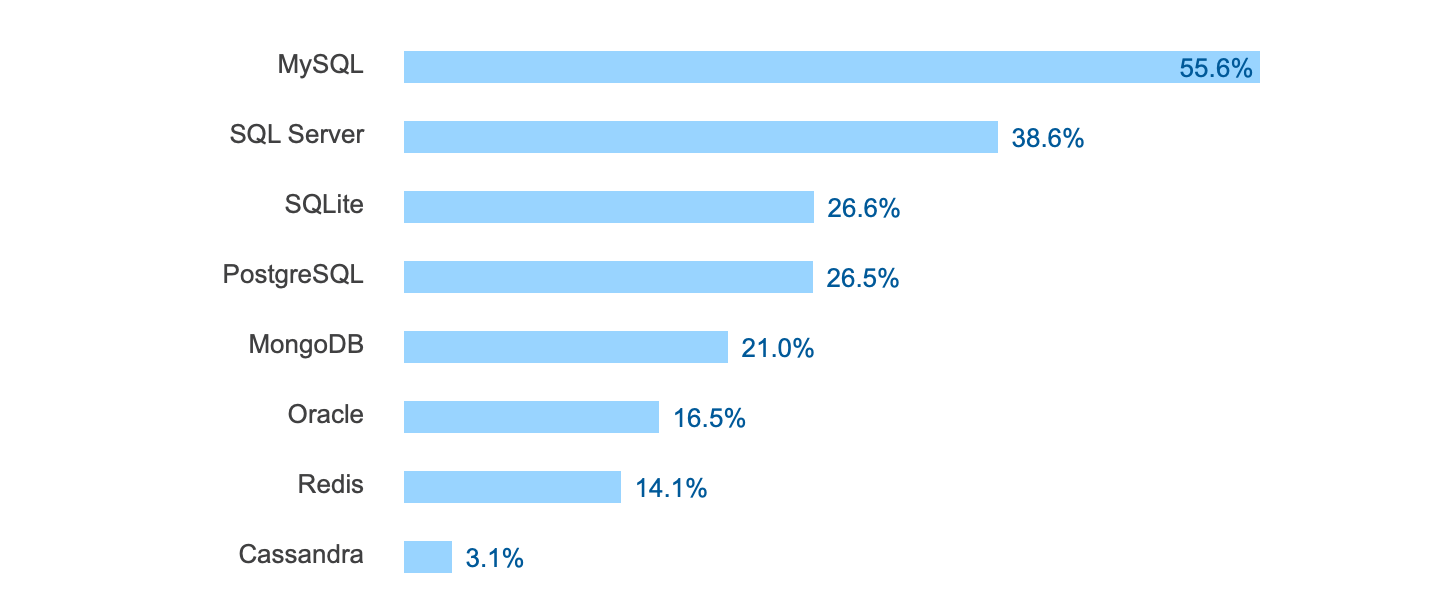 MySQL 55.6%
SQL Server 38.6%
SQLite 26.6%
PostgreSQL 26.5%
MongoDB 21.0%
Oracle 16.5%
Redis 14.1%
Cassandra 3.1%